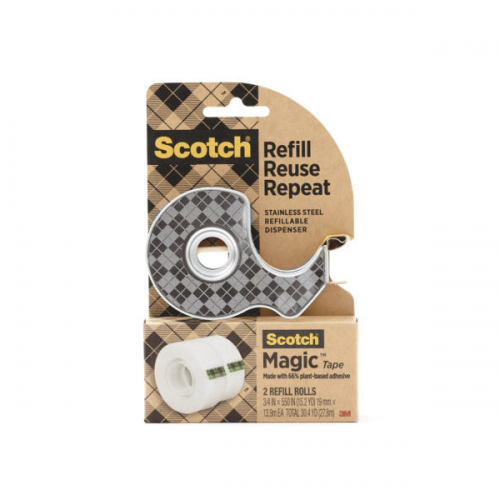 Scotch
Refill
Reuse
Repeat
STAINLESS STEEL
REFILLABLE
DISPENSER
Scotch
Magic™ Tape
Made with 66% plant-based adhesive
2 REFILL ROLLS
3/4 IN x 550 IN (15.2 YD) 19 mm x
13.9m EA TOTAL 30.4 YD (27.8m)
3M